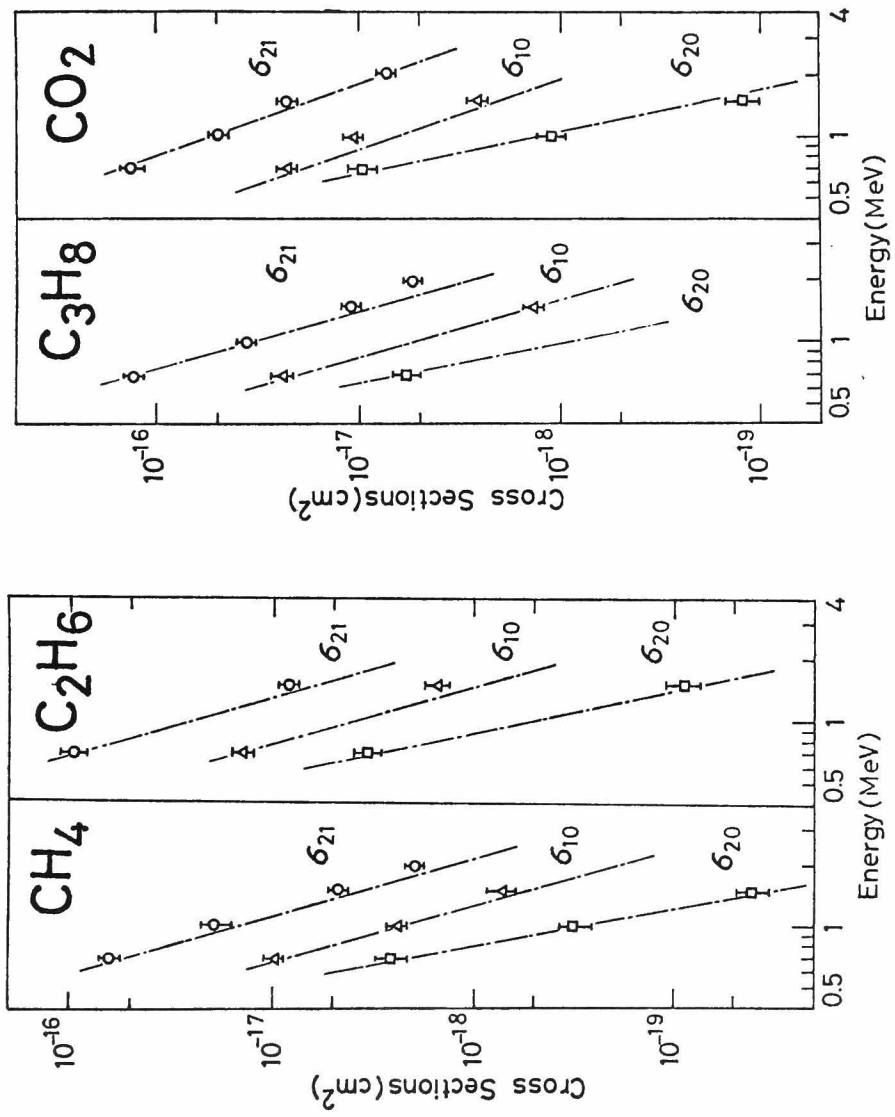 CH₄
C₂H₆
σ₂₁
σ₁₀
σ₂₀
σ₂₁
σ₁₀
σ₂₀
10⁻¹⁶
10⁻¹⁷
10⁻¹⁸
10⁻¹⁹
Cross Sections(cm²)
0.5
1
0.5
1
4
Energy(MeV)
C₃H₈
CO₂
σ₂₁
σ₁₀
σ₂₀
σ₂₁
σ₁₀
σ₂₀
10⁻¹⁶
10⁻¹⁷
10⁻¹⁸
10⁻¹⁹
Cross Sections(cm²)
0.5
1
0.5
1
4
Energy(MeV)